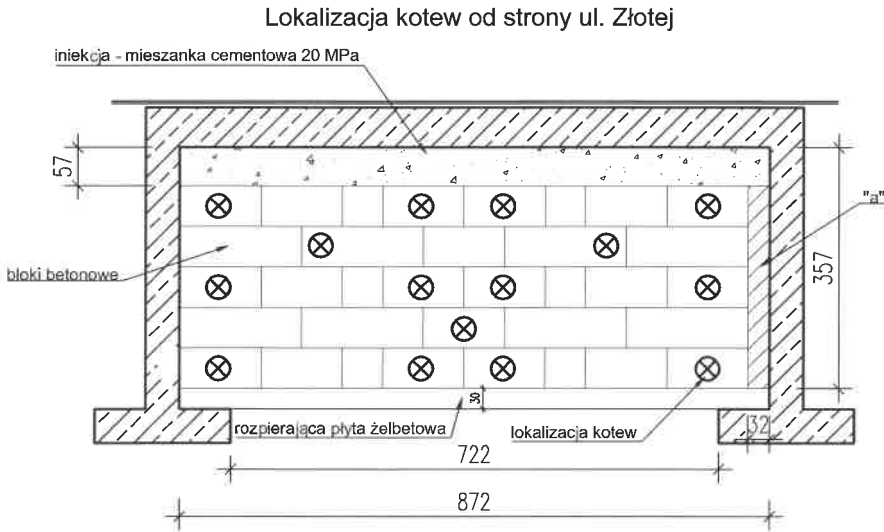 Lokalizacja kotew od strony ul. Złotej
iniekcja - mieszanka cementowa 20 MPa
57
"a"
bloki betonowe
357
30
rozpierająca płyta żelbetowa
lokalizacja kotew
32
722
872